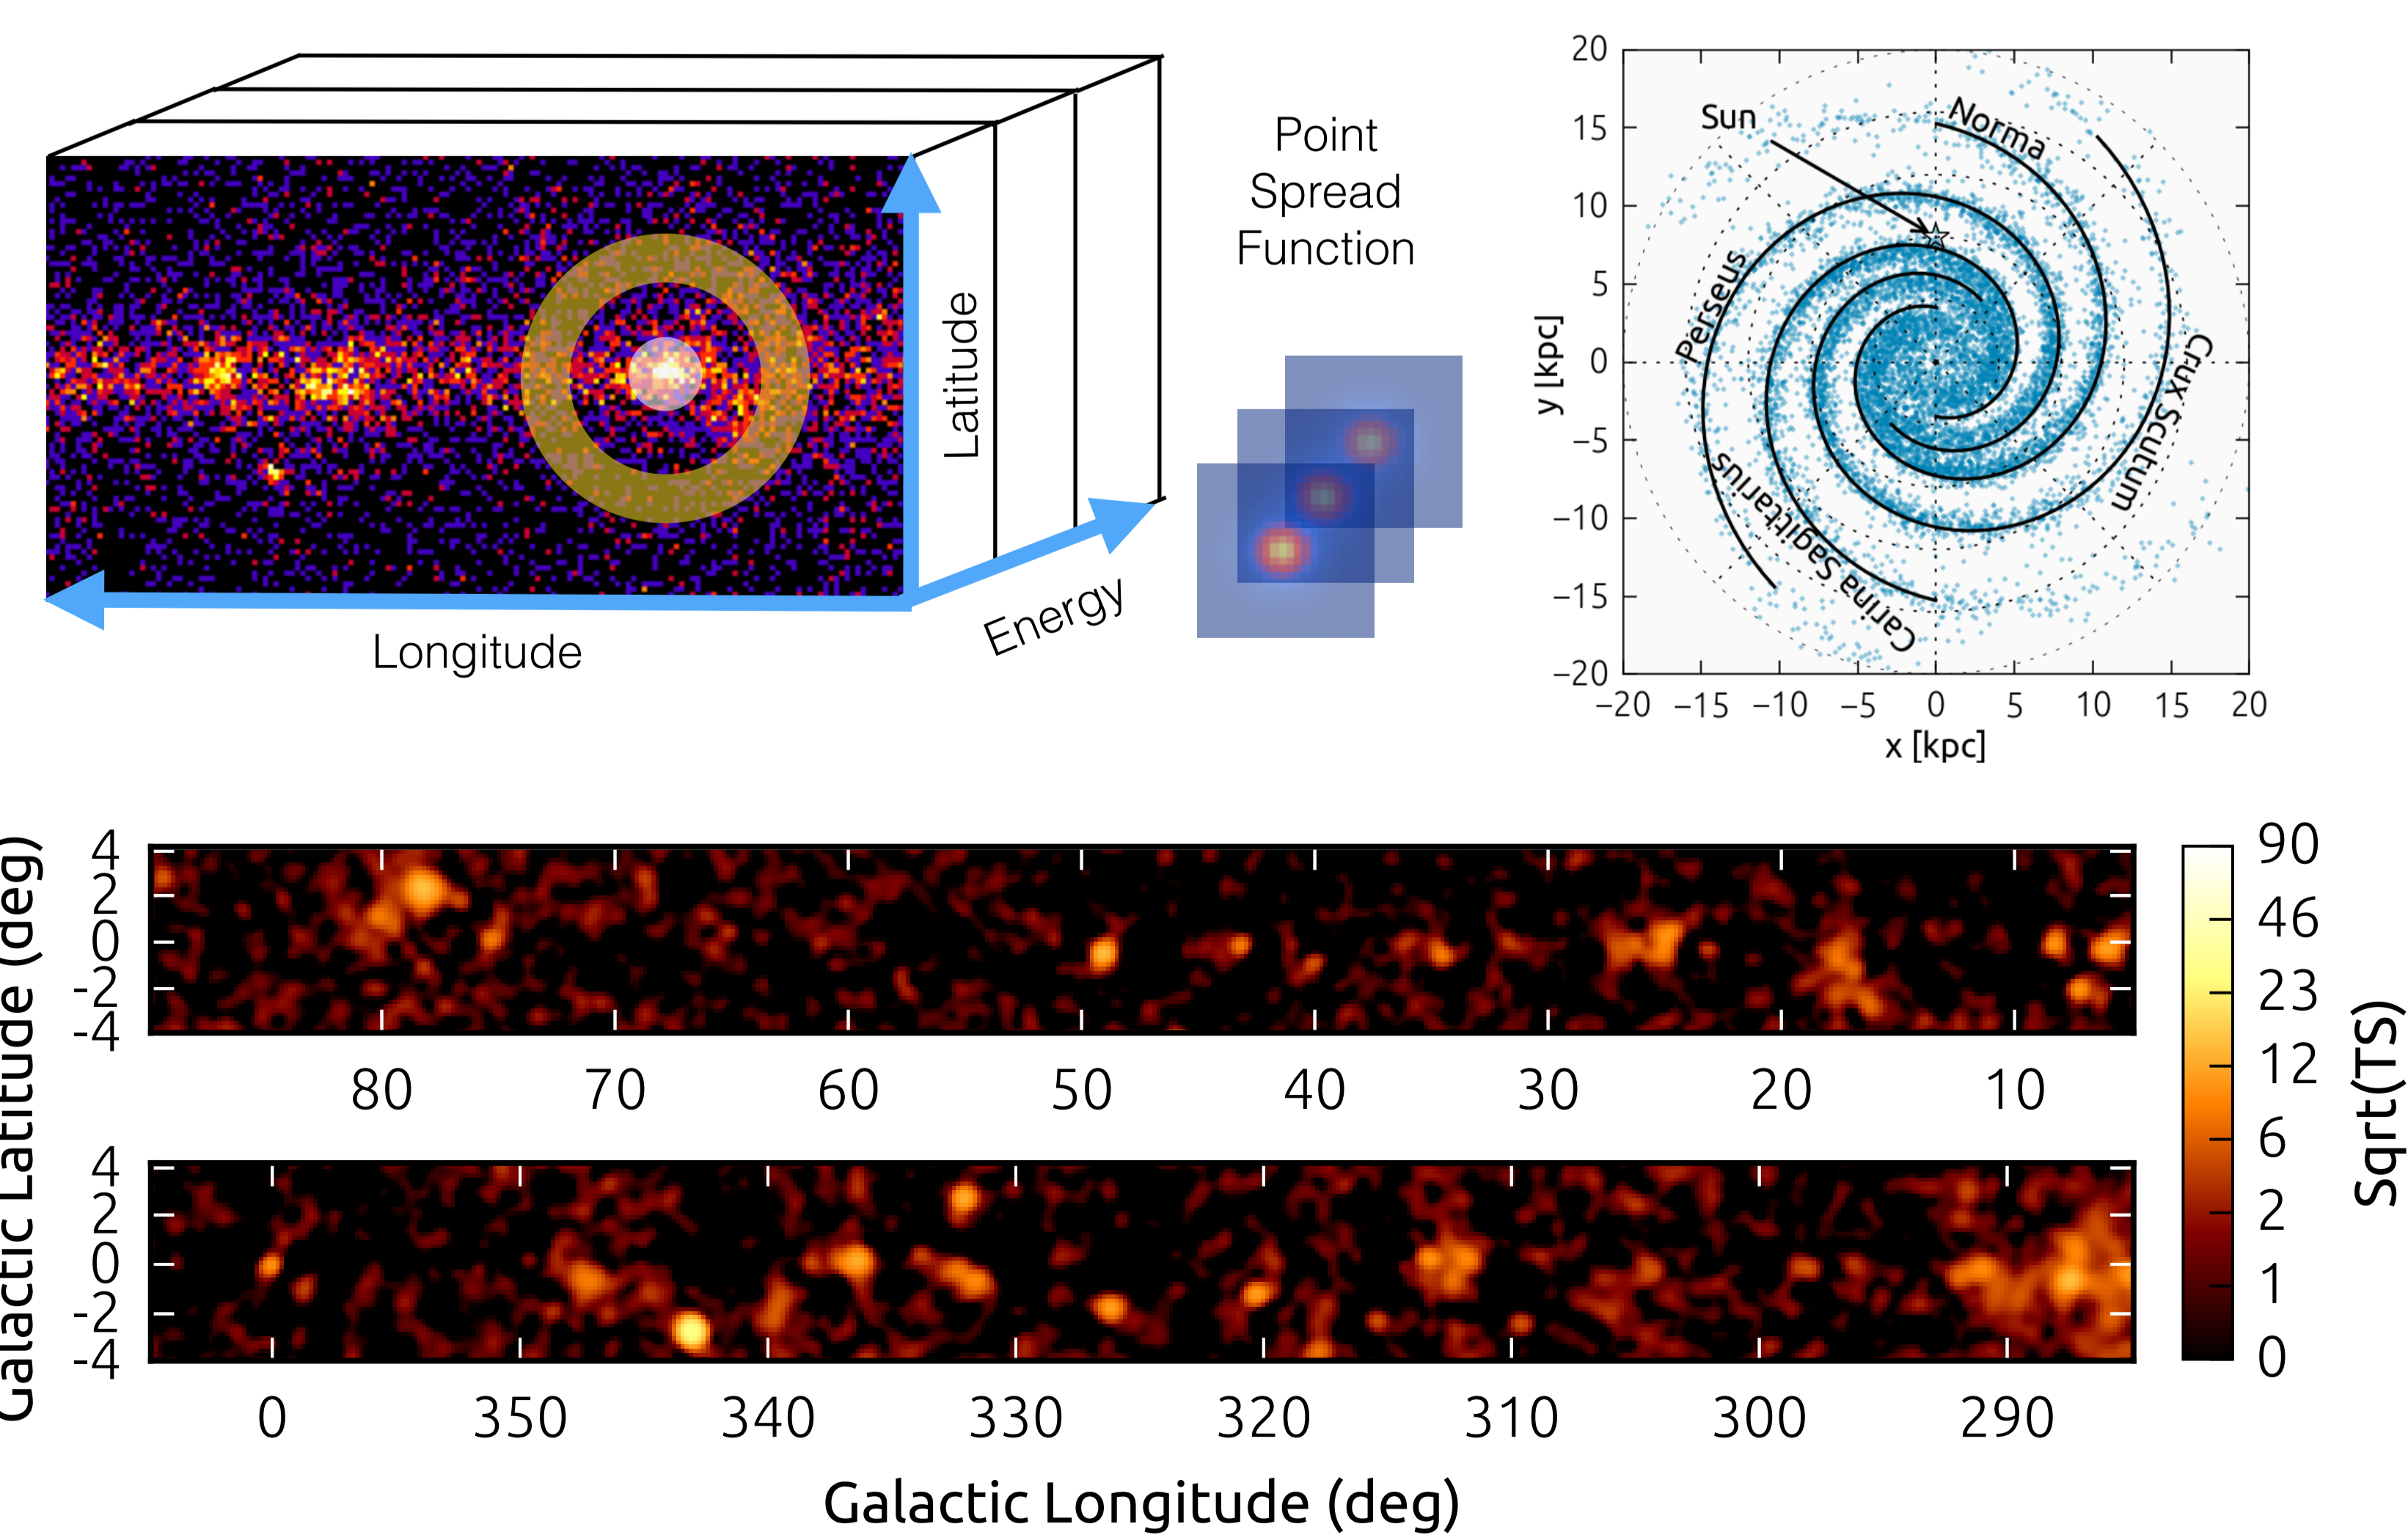 Latitude
Longitude
Energy
Point
Spread
Function
20
15
10
5
0
−5
−10
−15
−20
y [kpc]
Sun
Norma
Perseus
Crux Scutum
Carina Sagittarius
−20 −15 −10 −5 0 5 10 15 20
x [kpc]
Galactic Latitude (deg)
4
2
0
-2
-4
80 70 60 50 40 30 20 10
4
2
0
-2
-4
0 350 340 330 320 310 300 290
Galactic Longitude (deg)
90
46
23
12
6
2
1
0
Sqrt(TS)